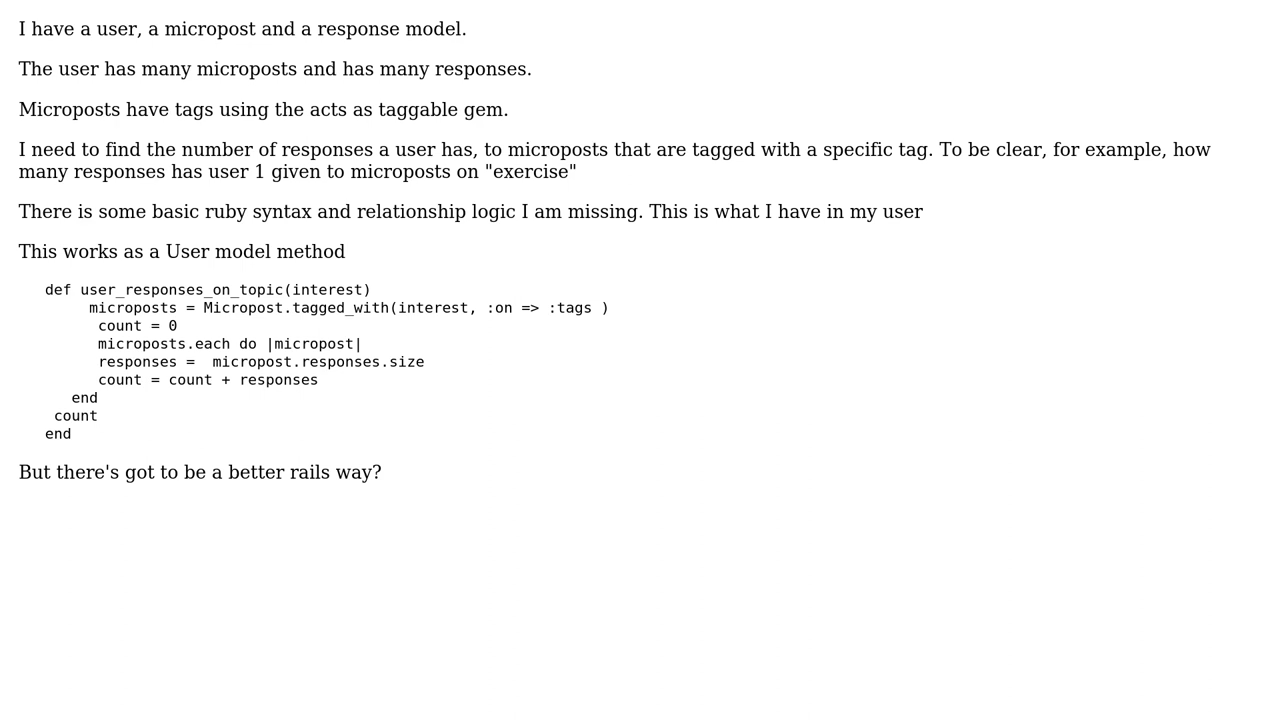 I have a user, a micropost and a response model.
The user has many microposts and has many responses.
Microposts have tags using the acts as taggable gem.
I need to find the number of responses a user has, to microposts that are tagged with a specific tag. To be clear, for example, how
many responses has user 1 given to microposts on "exercise"
There is some basic ruby syntax and relationship logic I am missing. This is what I have in my user
This works as a User model method
   def user_responses_on_topic(interest)
        microposts = Micropost.tagged_with(interest, :on => :tags )
         count = 0
         microposts.each do |micropost|
         responses =  micropost.responses.size
         count = count + responses
      end
    count
   end
But there's got to be a better rails way?